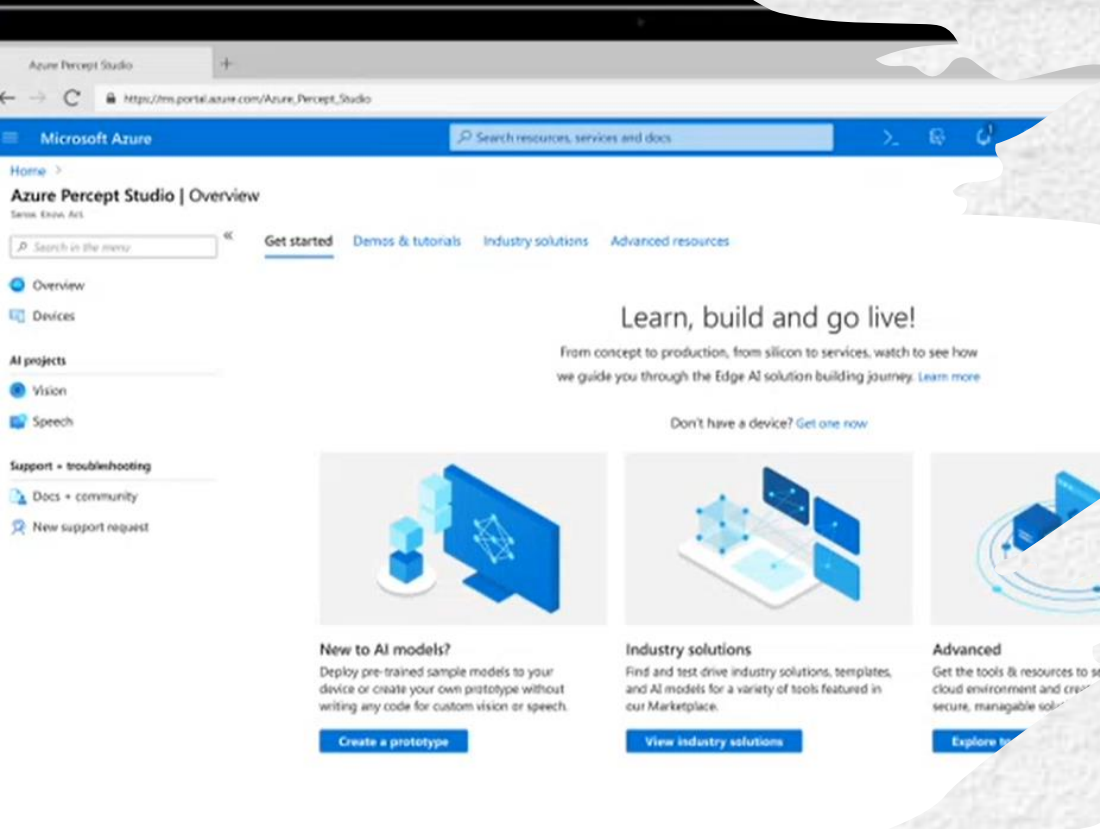 Azure Percept Studio
https://ms.portal.azure.com/Azure_Percept_Studio
Microsoft Azure
Search resources, services and docs
1
Home >
Azure Percept Studio | Overview
Sense. Know. Act.
Search in the menu
Overview
Devices
AI projects
Vision
Speech
Support + troubleshooting
Docs + community
New support request
Get started Demos & tutorials Industry solutions Advanced resources
Learn, build and go live!
From concept to production, from silicon to services, watch to see how
we guide you through the Edge AI solution building journey. Learn more
Don't have a device? Get one now
New to AI models?
Deploy pre-trained sample models to your
device or create your own prototype without
writing any code for custom vision or speech.
Create a prototype
Industry solutions
Find and test drive industry solutions, templates,
and AI models for a variety of tools featured in
our Marketplace.
View industry solutions
Advanced
Get the tools & resources to
cloud environment and
secure, managable
Explore